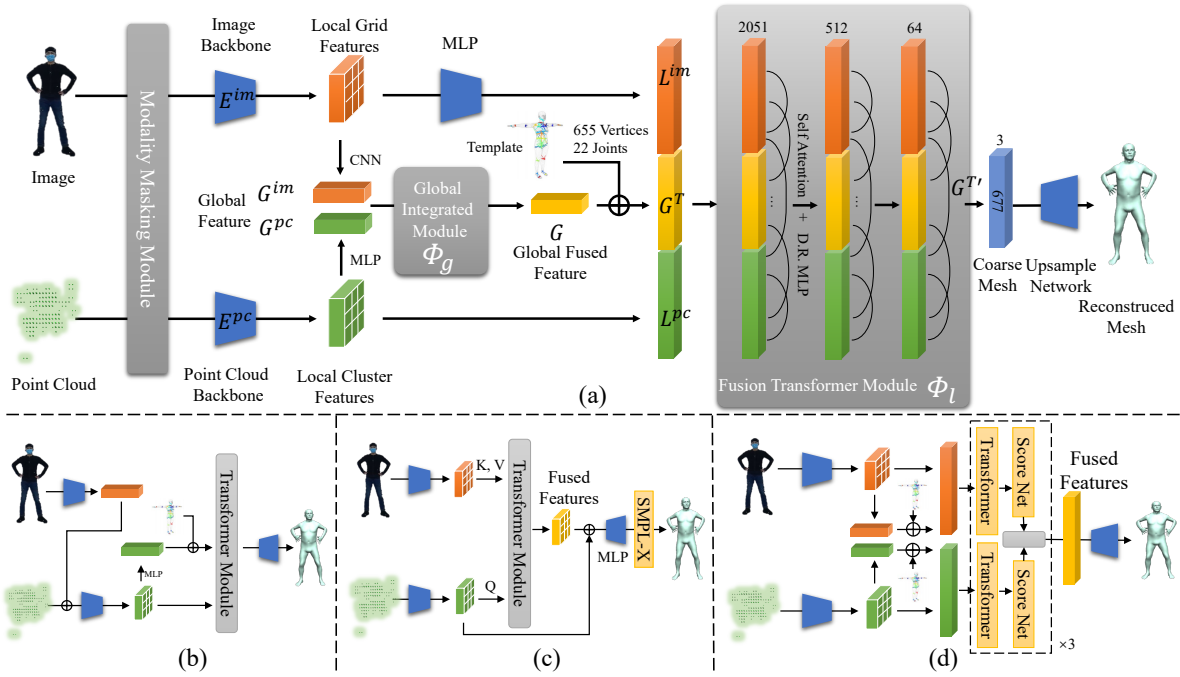 Image
Point Cloud
Modality Masking Module
Image
Backbone
E^{im}
E^{pc}
Point Cloud
Backbone
Local Grid
Features
CNN
Global
Feature
G^{im}
G^{pc}
MLP
Local Cluster
Features
MLP
Template
655 Vertices
22 Joints
Global
Integrated
Module
Φ_g
G
Global Fused
Feature
L^{im}
G^T
L^{pc}
2051
512
64
Self Attention + D.R. MLP
...
...
Fusion Transformer Module Φ_l
G^{T'}
3
677
Coarse
Mesh
Upsample
Network
Reconstruced
Mesh
(a)
MLP
Transformer Module
(b)
K, V
Q
Transformer Module
Fused
Features
MLP
SMPL-X
(c)
Transformer
Score Net
Transformer
Score Net
×3
Fused
Features
(d)